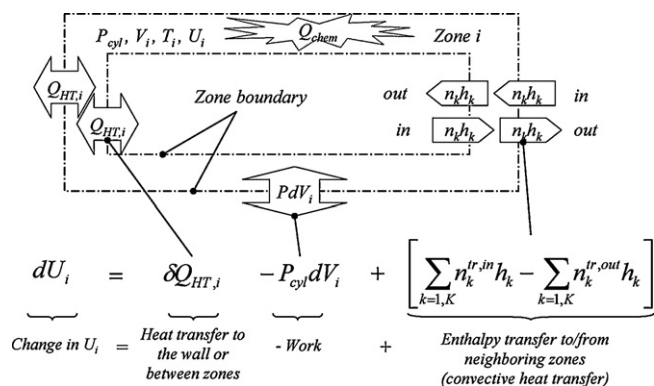 P_cyl, V_i, T_i, U_i
Q_chem
Zone i
Q_HT,i
Q_HT,i
Zone boundary
out n_k h_k n_k h_k in
in n_k h_k n_k h_k out
PdV_i
dU_i = δQ_HT,i -P_cyl dV_i + [ ∑_{k=1,K} n_k^{tr,in} h_k - ∑_{k=1,K} n_k^{tr,out} h_k ]
Change in U_i = Heat transfer to the wall or between zones - Work + Enthalpy transfer to/from neighboring zones (convective heat transfer)